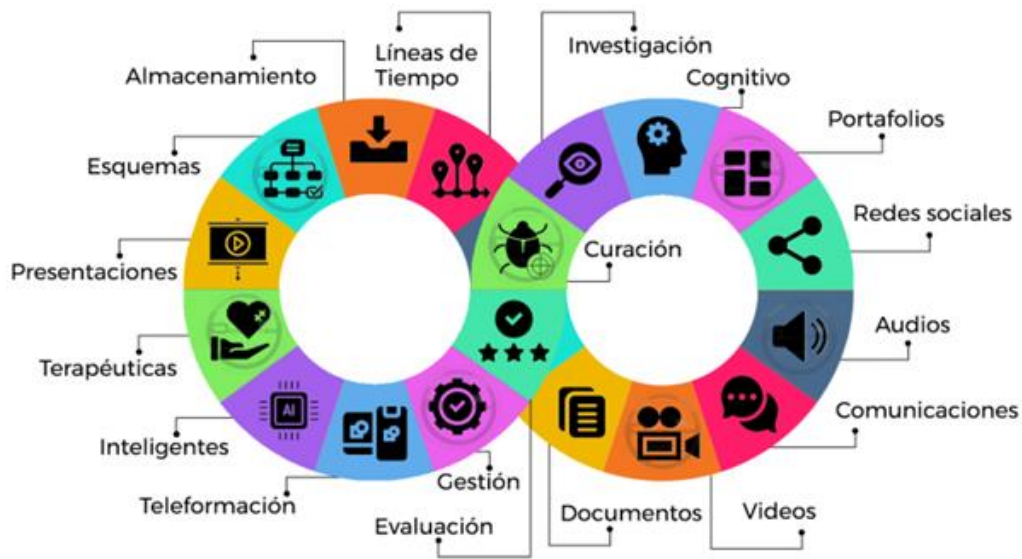 Líneas de
Tiempo
Investigación
Almacenamiento
Cognitivo
Portafolios
Esquemas
Redes sociales
Curación
Presentaciones
Audios
Terapéuticas
Comunicaciones
AI
Inteligentes
Gestión
Teleformación
Documentos
Videos
Evaluación